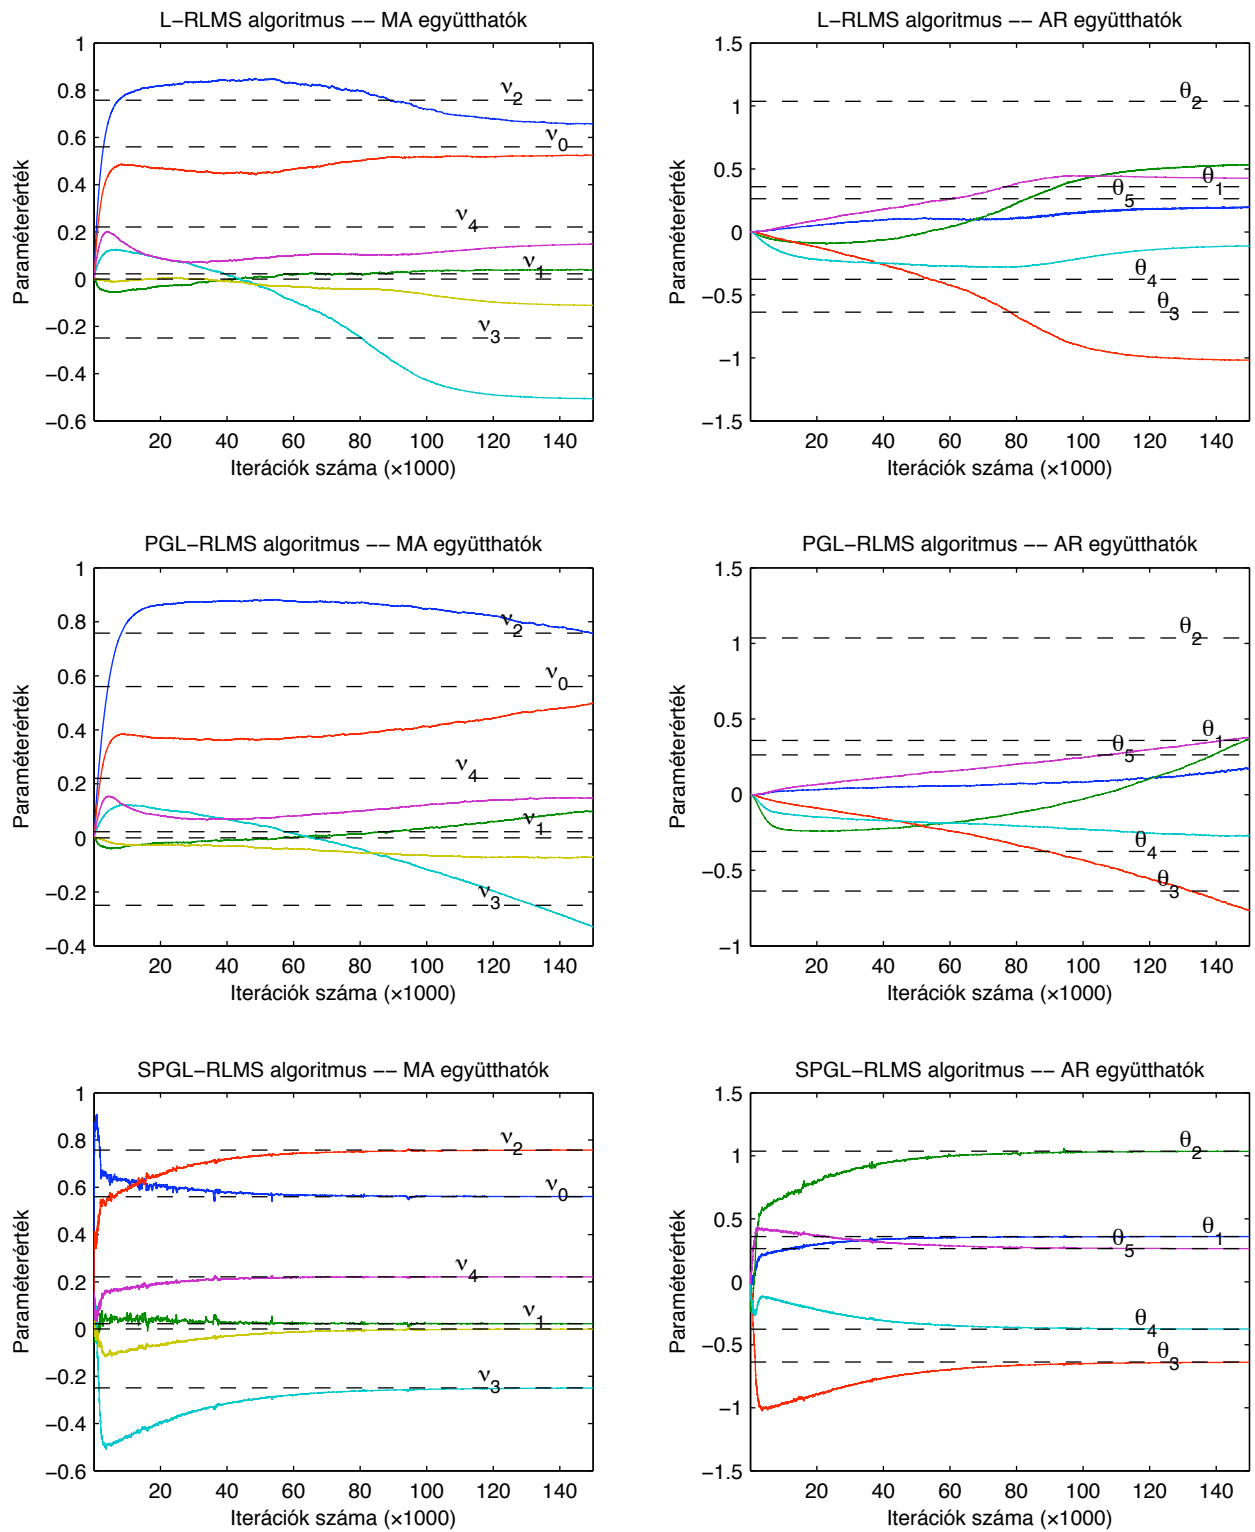 L−RLMS algoritmus −− MA együtthatók
1
0.8
0.6
0.4
0.2
0
−0.2
−0.4
−0.6
Paraméterérték
ν2
ν0
ν4
ν1
ν3
20 40 60 80 100 120 140
Iterációk száma (×1000)
L−RLMS algoritmus −− AR együtthatók
1.5
1
0.5
0
−0.5
−1
−1.5
Paraméterérték
θ2
θ1
θ5
θ4
θ3
20 40 60 80 100 120 140
Iterációk száma (×1000)
PGL−RLMS algoritmus −− MA együtthatók
1
0.8
0.6
0.4
0.2
0
−0.2
−0.4
Paraméterérték
ν2
ν0
ν4
ν1
ν3
20 40 60 80 100 120 140
Iterációk száma (×1000)
PGL−RLMS algoritmus −− AR együtthatók
1.5
1
0.5
0
−0.5
−1
Paraméterérték
θ2
θ1
θ5
θ4
θ3
20 40 60 80 100 120 140
Iterációk száma (×1000)
SPGL−RLMS algoritmus −− MA együtthatók
1
0.8
0.6
0.4
0.2
0
−0.2
−0.4
−0.6
Paraméterérték
ν2
ν0
ν4
ν1
ν3
20 40 60 80 100 120 140
Iterációk száma (×1000)
SPGL−RLMS algoritmus −− AR együtthatók
1.5
1
0.5
0
−0.5
−1
−1.5
Paraméterérték
θ2
θ1
θ5
θ4
θ3
20 40 60 80 100 120 140
Iterációk száma (×1000)